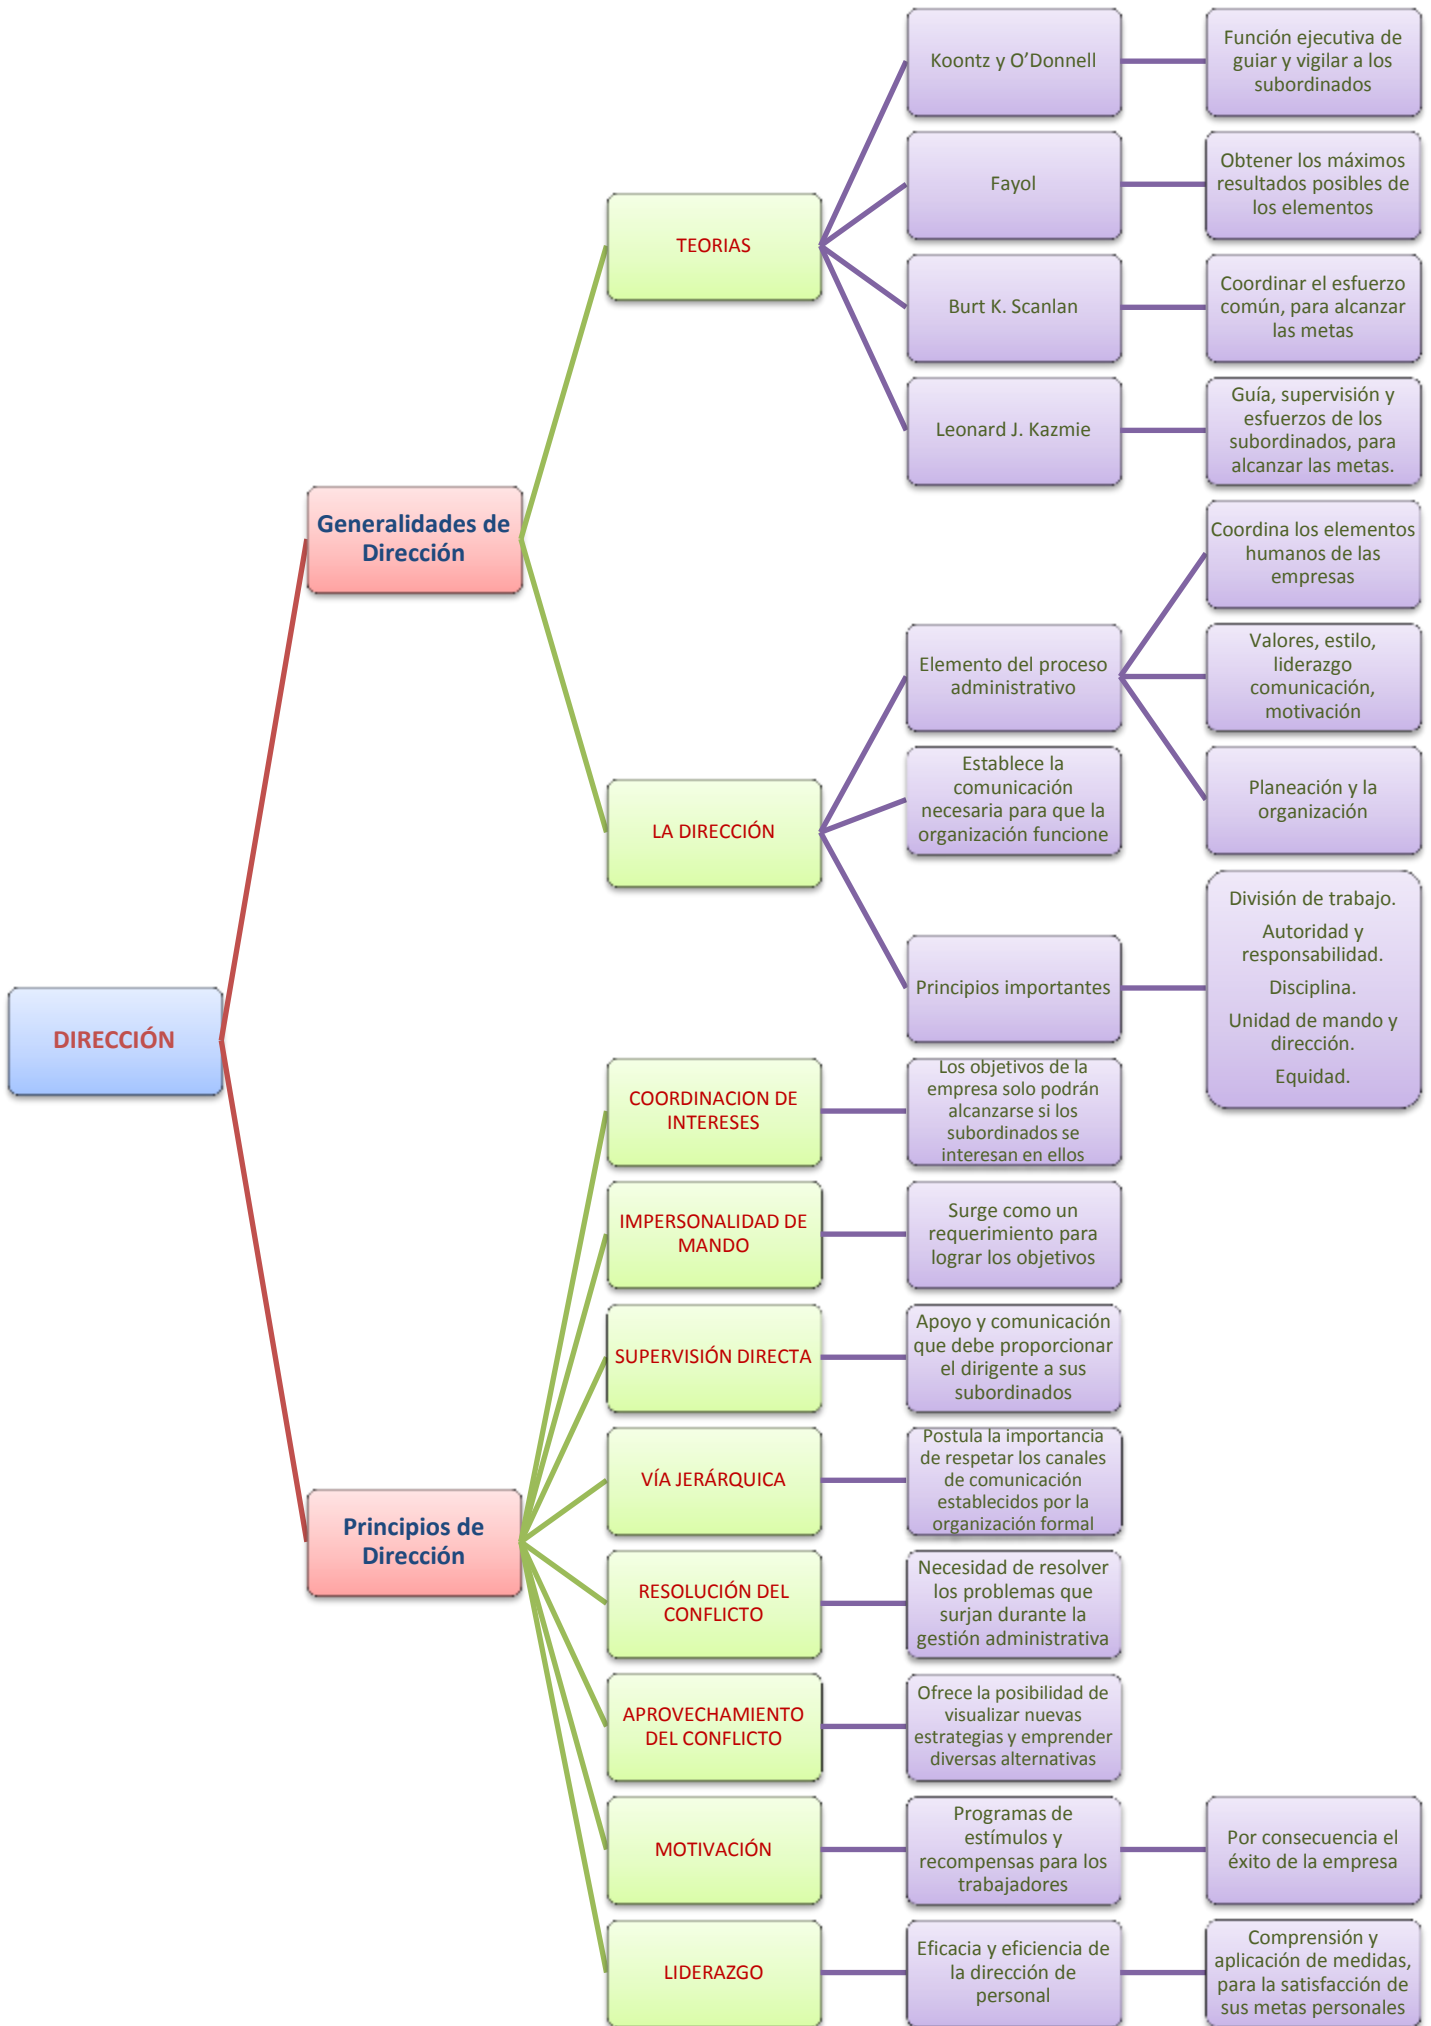 DIRECCIÓN
Generalidades de
Dirección
TEORIAS
Koontz y O’Donnell
Función ejecutiva de
guiar y vigilar a los
subordinados
Fayol
Obtener los máximos
resultados posibles de
los elementos
Burt K. Scanlan
Coordinar el esfuerzo
común, para alcanzar
las metas
Leonard J. Kazmie
Guía, supervisión y
esfuerzos de los
subordinados, para
alcanzar las metas.
LA DIRECCIÓN
Elemento del proceso
administrativo
Coordina los elementos
humanos de las
empresas
Valores, estilo,
liderazgo
comunicación,
motivación
Planeación y la
organización
Establece la
comunicación
necesaria para que la
organización funcione
Principios importantes
División de trabajo.
Autoridad y
responsabilidad.
Disciplina.
Unidad de mando y
dirección.
Equidad.
Principios de
Dirección
COORDINACION DE
INTERESES
Los objetivos de la
empresa solo podrán
alcanzarse si los
subordinados se
interesan en ellos
IMPERSONALIDAD DE
MANDO
Surge como un
requerimiento para
lograr los objetivos
SUPERVISIÓN DIRECTA
Apoyo y comunicación
que debe proporcionar
el dirigente a sus
subordinados
VÍA JERÁRQUICA
Postula la importancia
de respetar los canales
de comunicación
establecidos por la
organización formal
RESOLUCIÓN DEL
CONFLICTO
Necesidad de resolver
los problemas que
surjan durante la
gestión administrativa
APROVECHAMIENTO
DEL CONFLICTO
Ofrece la posibilidad de
visualizar nuevas
estrategias y emprender
diversas alternativas
MOTIVACIÓN
Programas de
estímulos y
recompensas para los
trabajadores
Por consecuencia el
éxito de la empresa
LIDERAZGO
Eficacia y eficiencia de
la dirección de
personal
Comprensión y
aplicación de medidas,
para la satisfacción de
sus metas personales